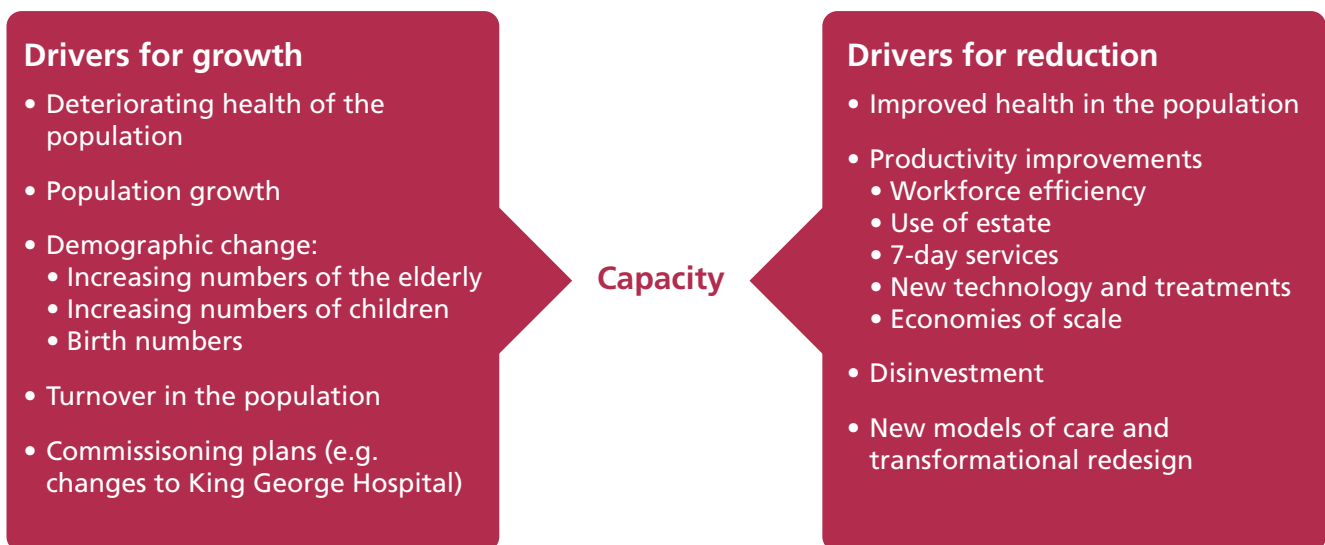 Drivers for growth
• Deteriorating health of the
population
• Population growth
• Demographic change:
• Increasing numbers of the elderly
• Increasing numbers of children
• Birth numbers
• Turnover in the population
• Commissisoning plans (e.g.
changes to King George Hospital)
Capacity
Drivers for reduction
• Improved health in the population
• Productivity improvements
• Workforce efficiency
• Use of estate
• 7-day services
• New technology and treatments
• Economies of scale
• Disinvestment
• New models of care and
transformational redesign